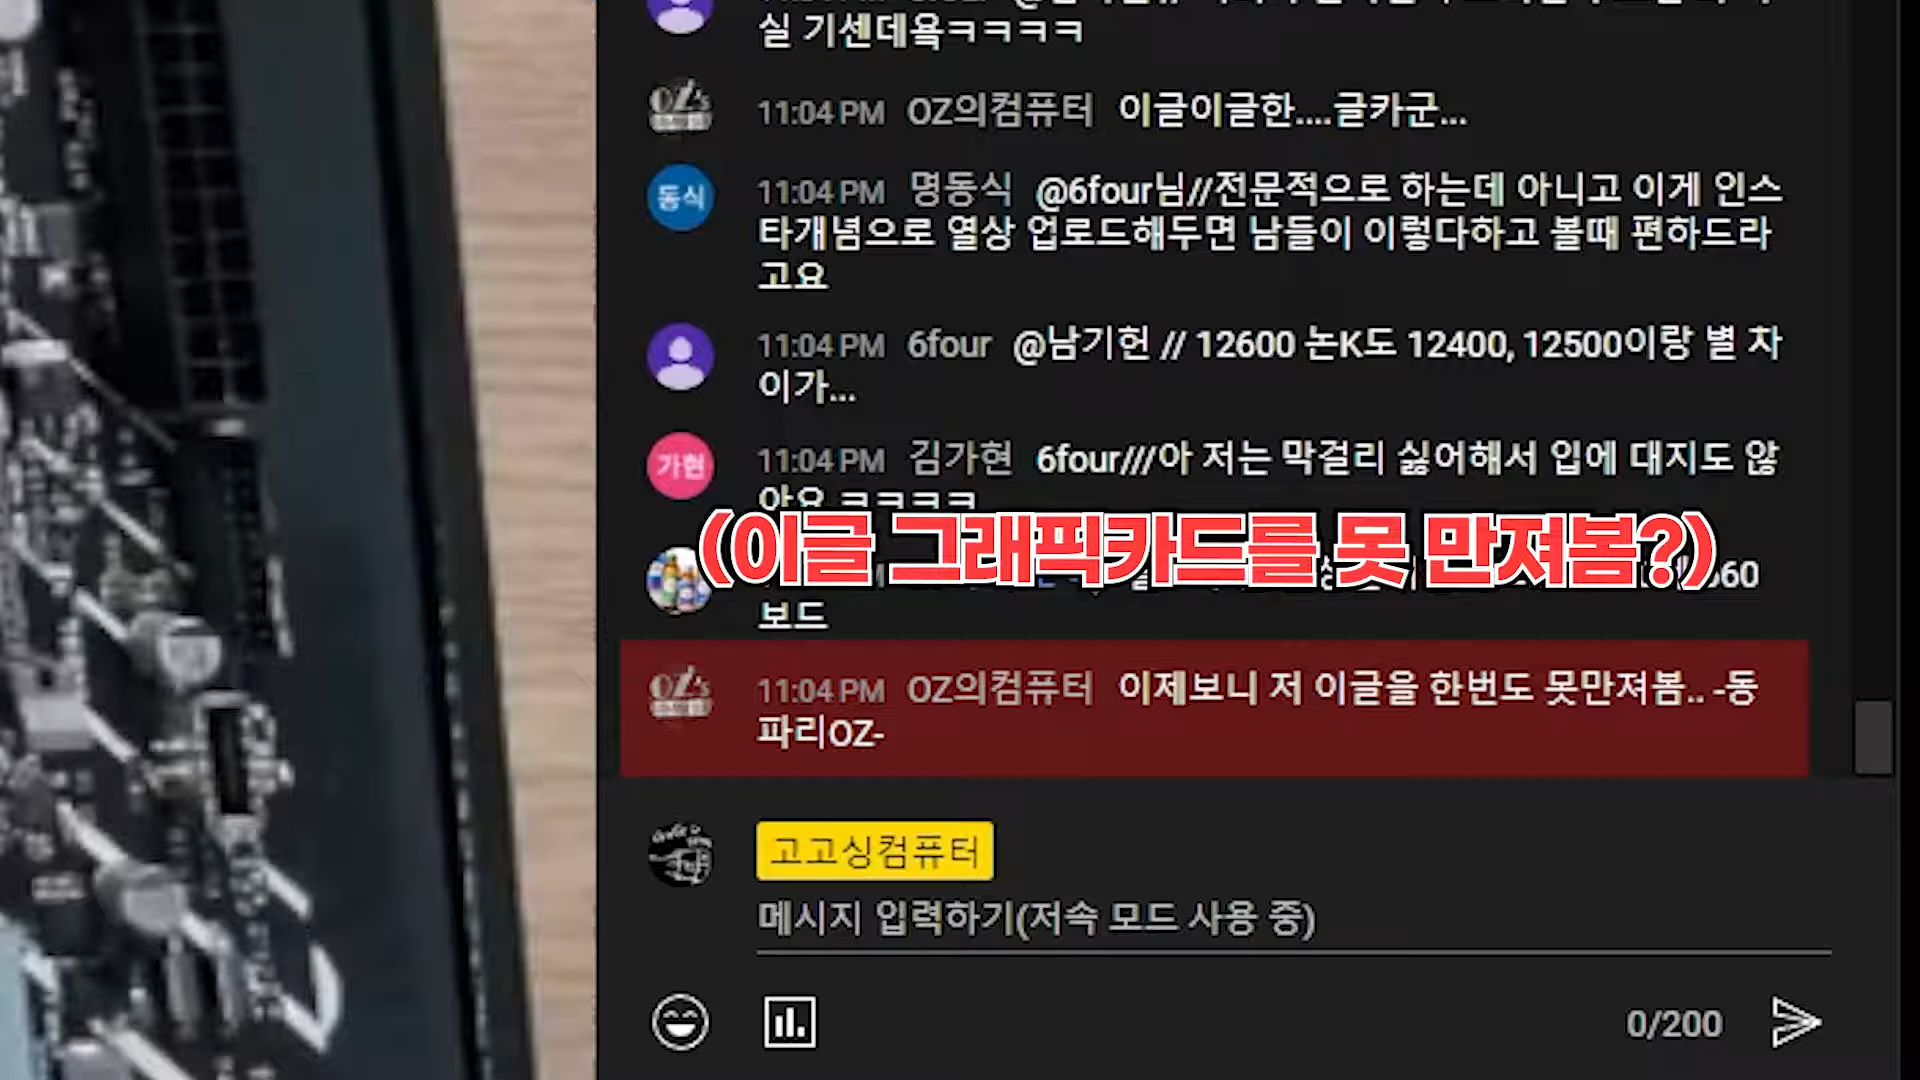 실 기센데욬ㅋㅋㅋㅋ
OZ's
11:04 PM OZ의컴퓨터 이글이글한....글카군...
동식
11:04 PM 명동식 @6four님//전문적으로 하는데 아니고 이게 인스
타개념으로 열상 업로드해두면 남들이 이렇다하고 볼때 편하드라
고요
11:04 PM 6four @남기헌 // 12600 논K도 12400, 12500이랑 별 차
이가...
가현
11:04 PM 김가현 6four///아 저는 막걸리 싫어해서 입에 대지도 않
아요 ㅋㅋㅋㅋ
(이글 그래픽카드를 못 만져봄?)
보드
OZ's
11:04 PM OZ의컴퓨터 이제보니 저 이글을 한번도 못만져봄.. -동
파리OZ-
고고싱컴퓨터
메시지 입력하기(저속 모드 사용 중)
0/200